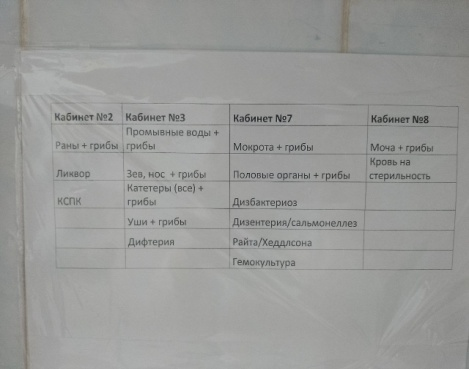 Кабинет №2 Кабинет №3 Кабинет №7 Кабинет №8
Промывные воды +
Раны + грибы грибы Мокрота + грибы Моча + грибы
Кровь на
Ликвор Зев, нос + грибы Половые органы + грибы стерильность
Катетеры (все) +
КСПК грибы Дизбактериоз
Уши + грибы Дизентерия/сальмонеллез
Дифтерия Райта/Хеддлсона
Гемокультура